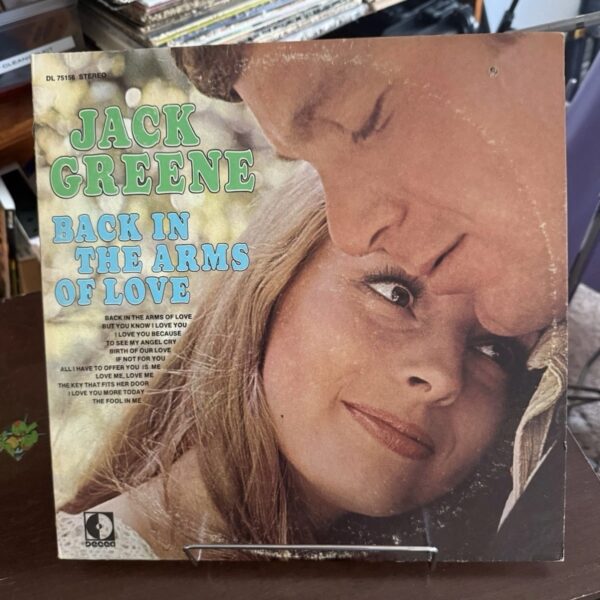 DL 75156 STEREO
JACK
GREENE
BACK IN
THE ARMS
OF LOVE
BACK IN THE ARMS OF LOVE
BUT YOU KNOW I LOVE YOU
I LOVE YOU BECAUSE
TO SEE MY ANGEL CRY
BIRTH OF OUR LOVE
IF NOT FOR YOU
ALL I HAVE TO OFFER YOU IS ME
LOVE ME, LOVE ME
THE KEY THAT FITS HER DOOR
I LOVE YOU MORE TODAY
THE FOOL IN ME
DECCA